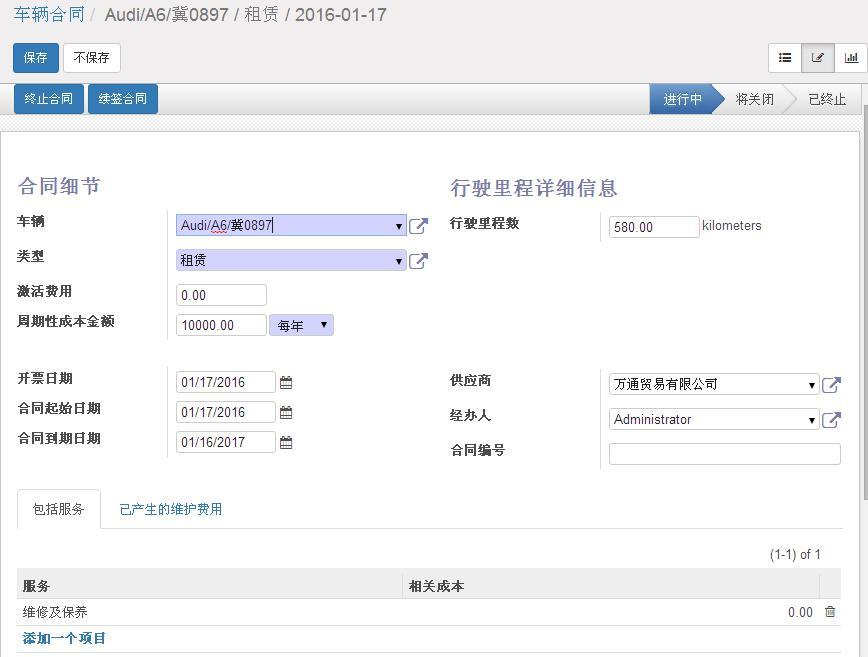 车辆合同 / Audi/A6/冀0897 / 租赁 / 2016-01-17
保存 不保存
终止合同 续签合同 进行中 将关闭 已终止
合同细节
车辆 Audi/A6/冀0897
类型 租赁
激活费用 0.00
周期性成本金额 10000.00 每年
行驶里程详细信息
行驶里程数 580.00 kilometers
开票日期 01/17/2016
合同起始日期 01/17/2016
合同到期日期 01/16/2017
供应商 万通贸易有限公司
经办人 Administrator
合同编号
包括服务 已产生的维护费用
(1-1) of 1
服务 相关成本
维修及保养 0.00
添加一个项目